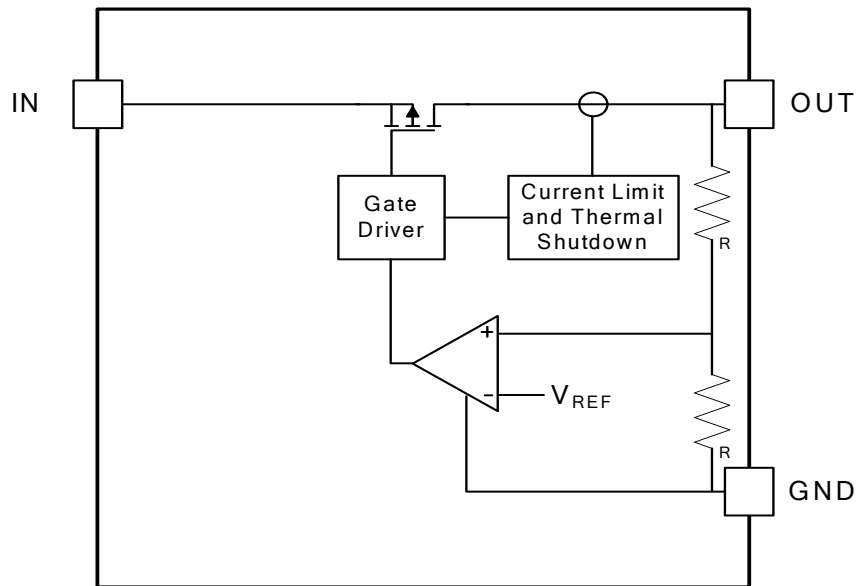 IN
OUT
Gate
Driver
Current Limit
and Thermal
Shutdown
R
+
-
VREF
R
GND